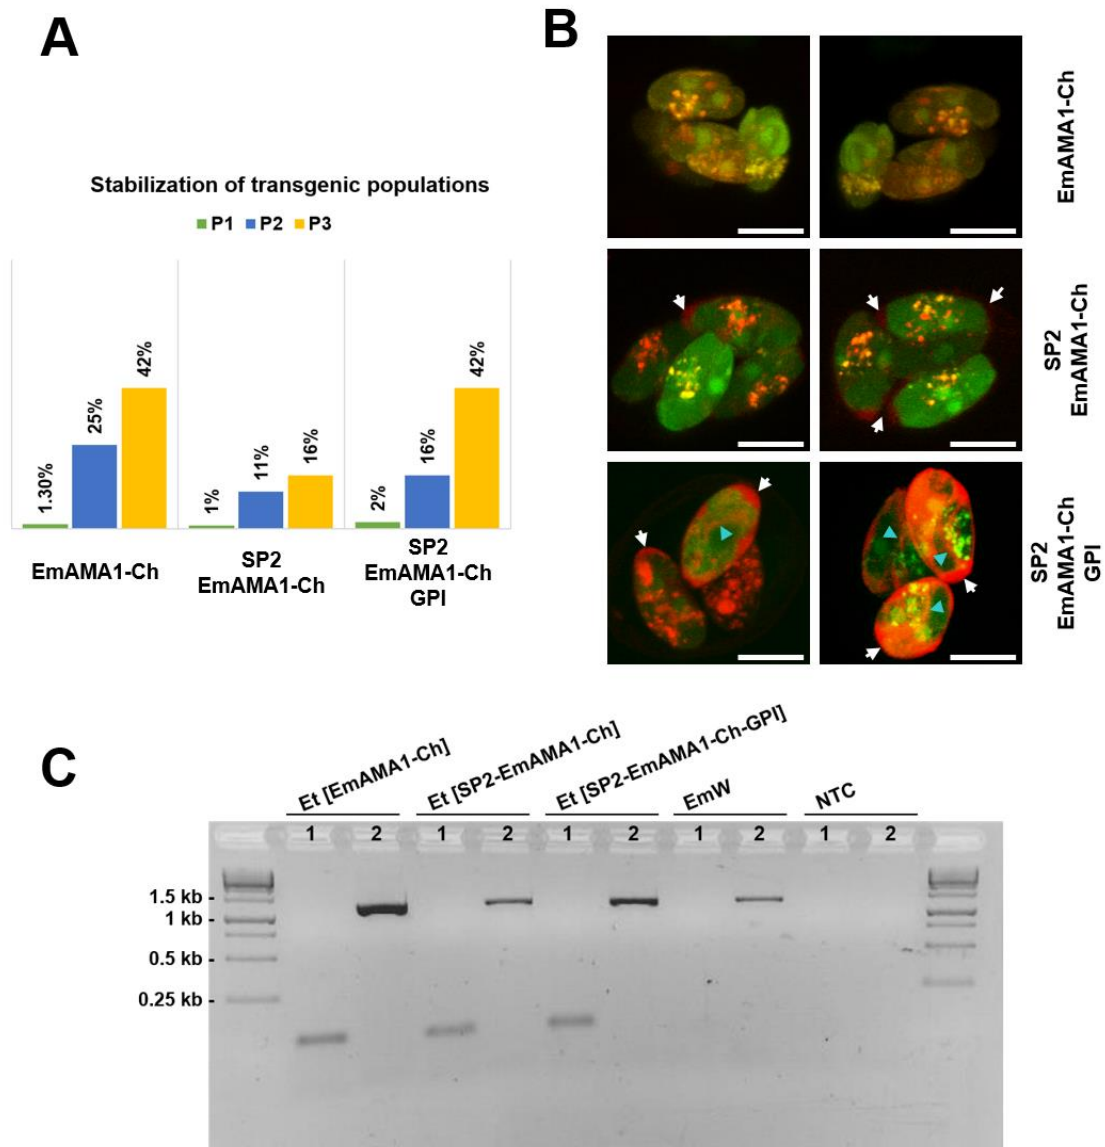 A
Stabilization of transgenic populations
P1 P2 P3
1.30%
25%
42%
1%
11%
16%
2%
16%
42%
EmAMA1-Ch
SP2
EmAMA1-Ch
SP2
EmAMA1-Ch
GPI
B
EmAMA1-Ch
SP2
EmAMA1-Ch
SP2
EmAMA1-Ch
GPI
C
Et [EmAMA1-Ch]
Et [SP2-EmAMA1-Ch]
Et [SP2-EmAMA1-Ch-GPI]
EmW
NTC
1 2 1 2 1 2 1 2 1 2
1.5 kb -
1 kb -
0.5 kb -
0.25 kb -